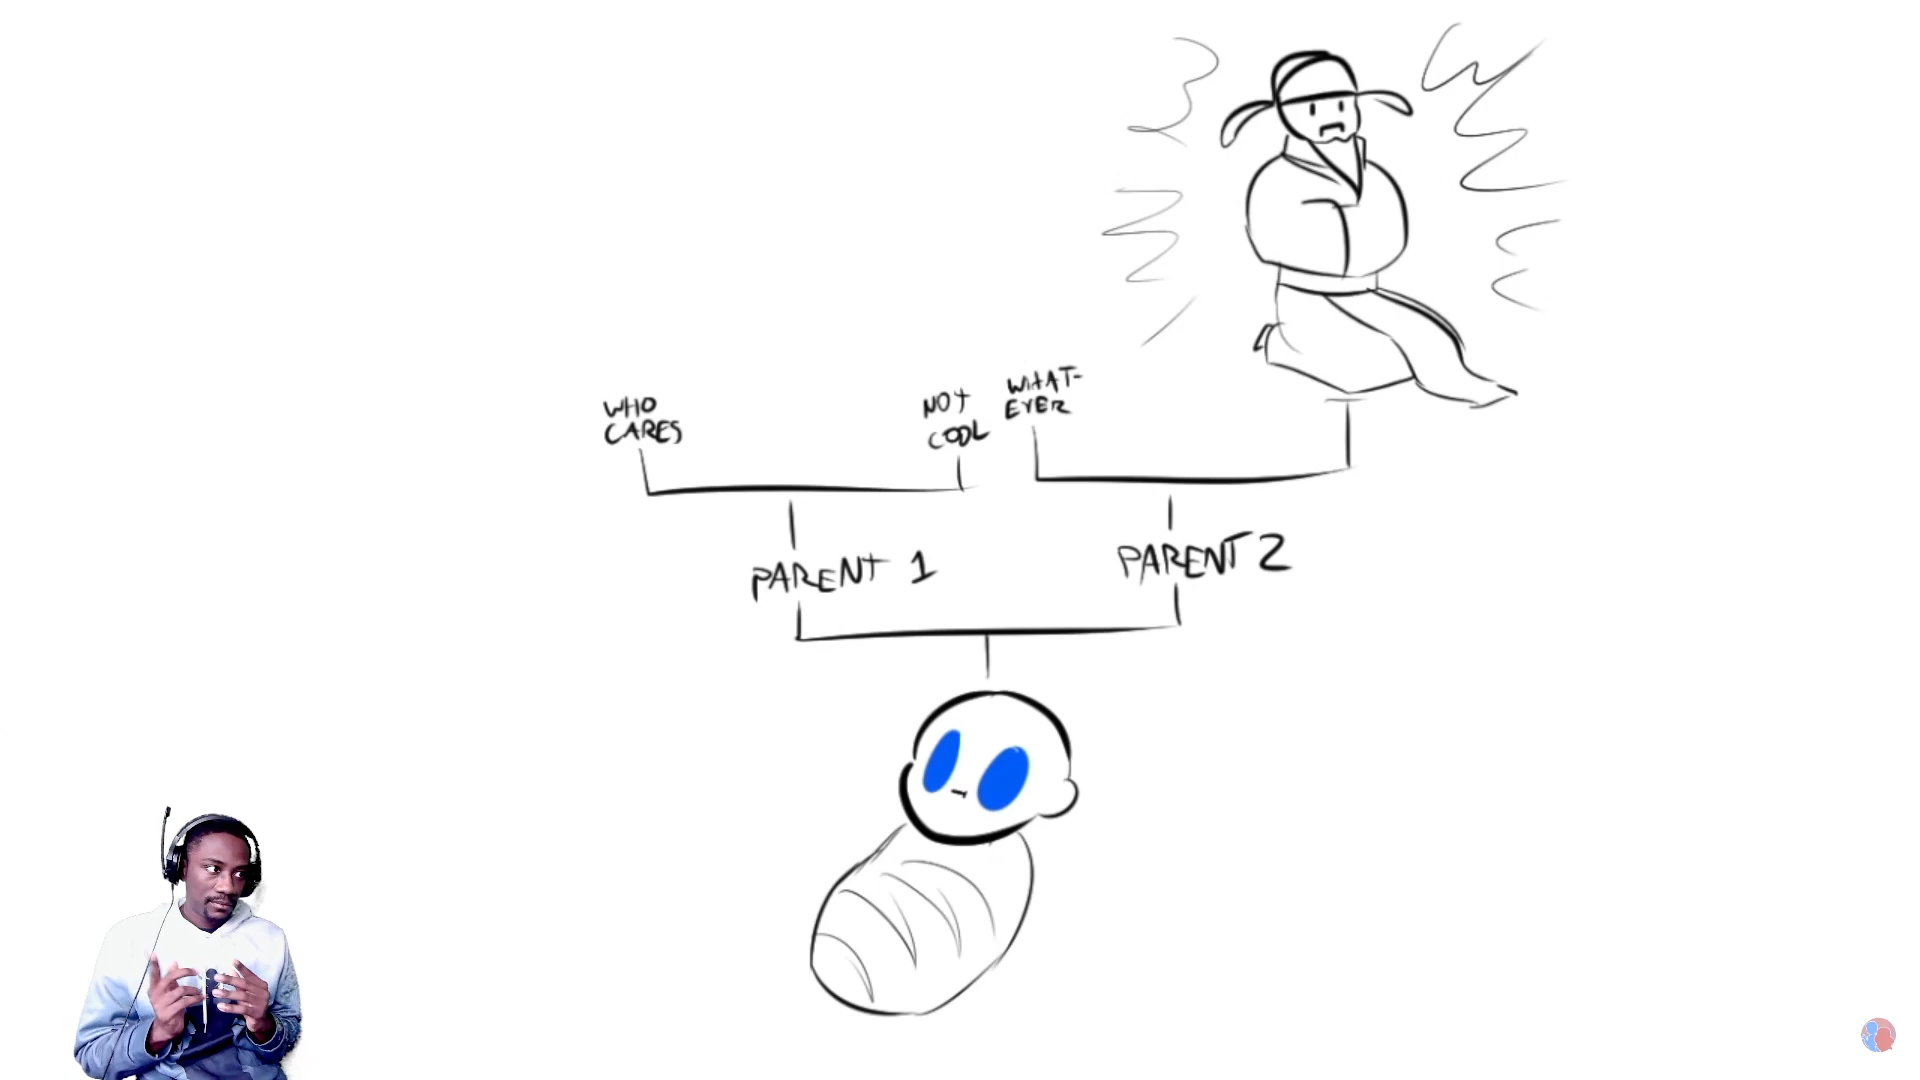 WHO
CARES
NOT
COOL
WHAT-
EVER
PARENT 1
PARENT 2